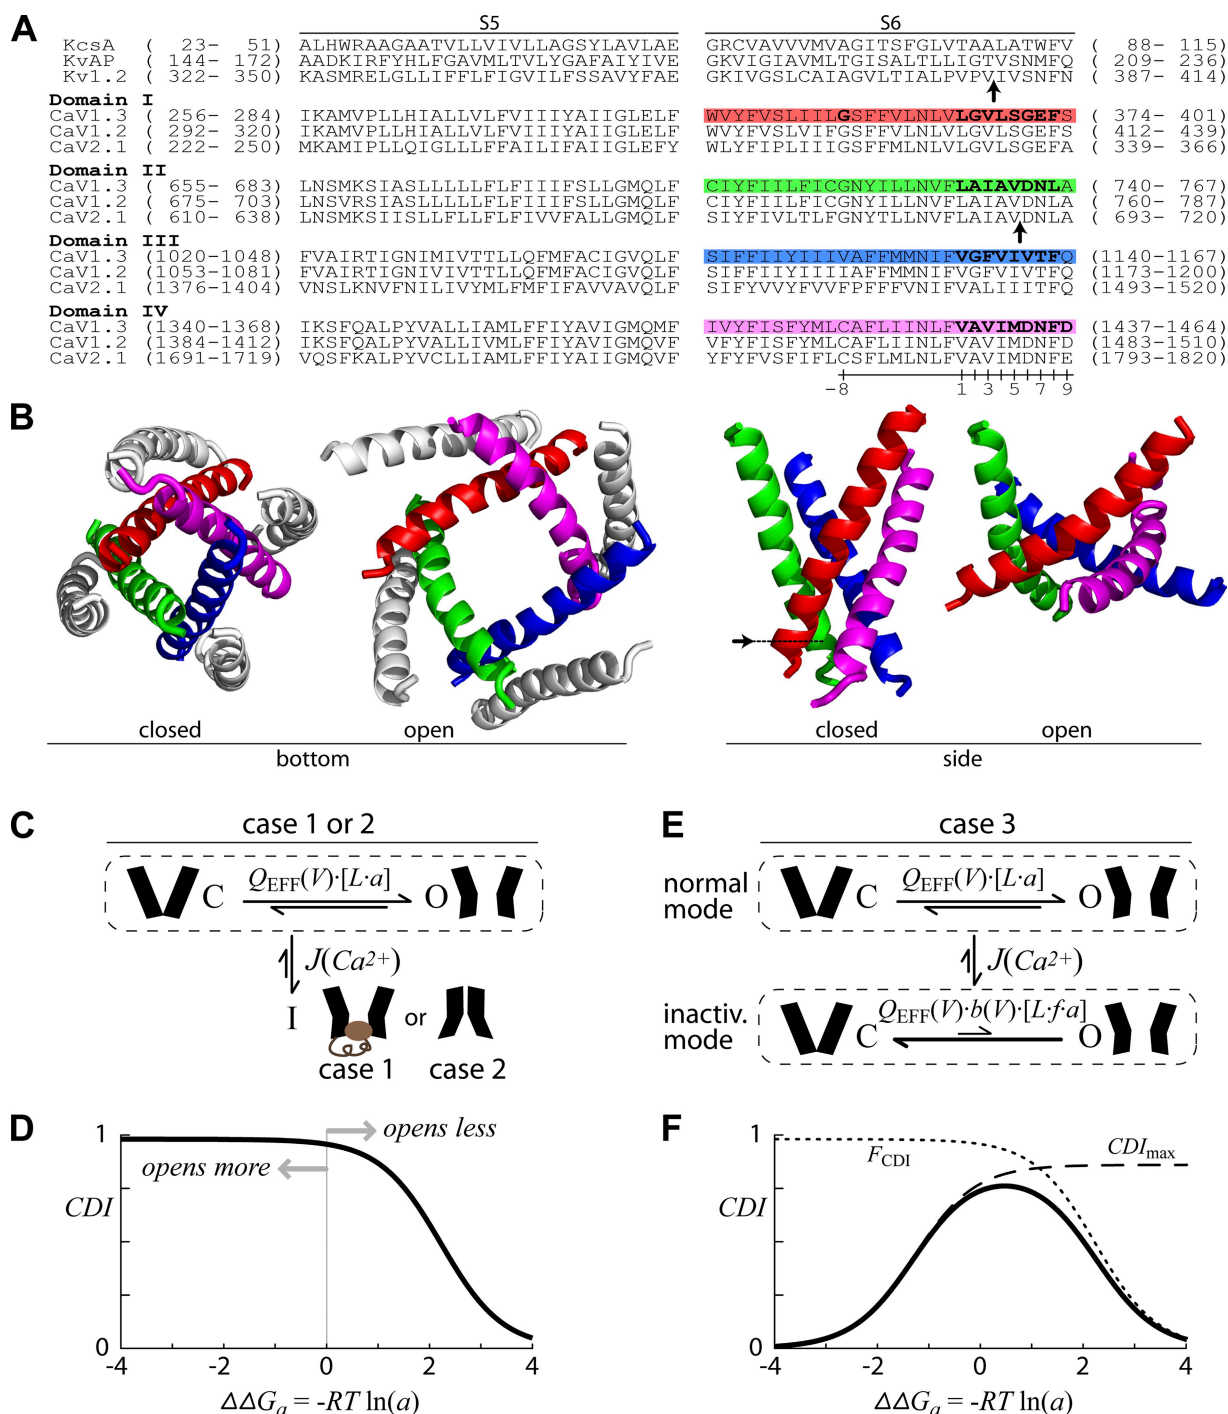 A
S5 S6
KcsA ( 23- 51) ALHWRAAGAATVLLVIVLLAGSYLAVLAE GRCVAVVVMVAGITSFGLVTAALATWFV ( 88- 115)
KvAP (144- 172) AADKIRFYHLFGAVMLTVLYGAFAIYIVE GKVIGIAVMLTGISALTLLIGTVSNMFQ (209- 236)
Kv1.2 (322- 350) KASMRELGLLIFFLFIGVILFSSAVYFAE GKIVGSLCAIAGVLTIALPVPVIVSNFN (387- 414)
Domain I
CaV1.3 (256- 284) IKAMVPLLHIALLVLFVIIIYAIIGLELF WVYFVSLIILGSFFVLNLVLGVLSGEFS (374- 401)
CaV1.2 (292- 320) IKAMVPLLHIALLVLFVIIIYAIIGLELF WVYFVSLVIFGSFFVLNLVLGVLSGEFS (412- 439)
CaV2.1 (222- 250) MKAMIPLLQIGLLLFFAILIFAIIGLEFY WLYFIPLIIIGSFFMLNLVLGVLSGEFA (339- 366)
Domain II
CaV1.3 (655- 683) LNSMKSIASLLLLLFLFIIIFSLLGMQLF CIYFIILFICGNYILLNVFLAIAVDNLA (740- 767)
CaV1.2 (675- 703) LNSVRSIASLLLLLFLFIIIFSLLGMQLF CIYFIILFICGNYILLNVFLAIAVDNLA (760- 787)
CaV2.1 (610- 638) LNSMKSIISLLFLLFLFIVVFALLGMQLF SIYFIVLTLFGNYTLLNVFLAIAVDNLA (693- 720)
Domain III
CaV1.3 (1020-1048) FVAIRTIGNIMIVTTLLQFMFACIGVQLF SIFFIIYIIIVAFFMMNIFVGFVIVTFQ (1140-1167)
CaV1.2 (1053-1081) FVAIRTIGNIVIVTTLLQFMFACIGVQLF SIFFIIYIIIIAFFMMNIFVGFVIVTFQ (1173-1200)
CaV2.1 (1376-1404) VNSLKNVFNILIVYMLFMFIFAVVAVQLF SIFYVVYFVVFPFFFVNIFVALIIITFQ (1493-1520)
Domain IV
CaV1.3 (1340-1368) IKSFQALPYVALLIAMLFFIYAVIGMQMF IVYFISFYMLCAFLIINLFVAVIMDNFD (1437-1464)
CaV1.2 (1384-1412) IKSFQALPYVALLIVMLFFIYAVIGMQVF VFYFISFYMLCAFLIINLFVAVIMDNFD (1483-1510)
CaV2.1 (1691-1719) VQSFKALPYVCLLIAMLFFIYAIIGMQVF YFYFVSFIFLCSFLMLNLFVAVIMDNFE (1793-1820)
-8 1 3 5 7 9
B
closed open closed open
bottom side
C
case 1 or 2
C Q_EFF(V)·[L·a] O
J(Ca²⁺)
I or
case 1 case 2
E
case 3
normal mode C Q_EFF(V)·[L·a] O
J(Ca²⁺)
inactiv. mode C Q_EFF(V)·b(V)·[L·f·a] O
D
1
opens less
opens more
CDI
0
-4 -2 0 2 4
ΔΔG_a = -RT ln(a)
F
1
F_CDI CDI_max
CDI
0
-4 -2 0 2 4
ΔΔG_a = -RT ln(a)